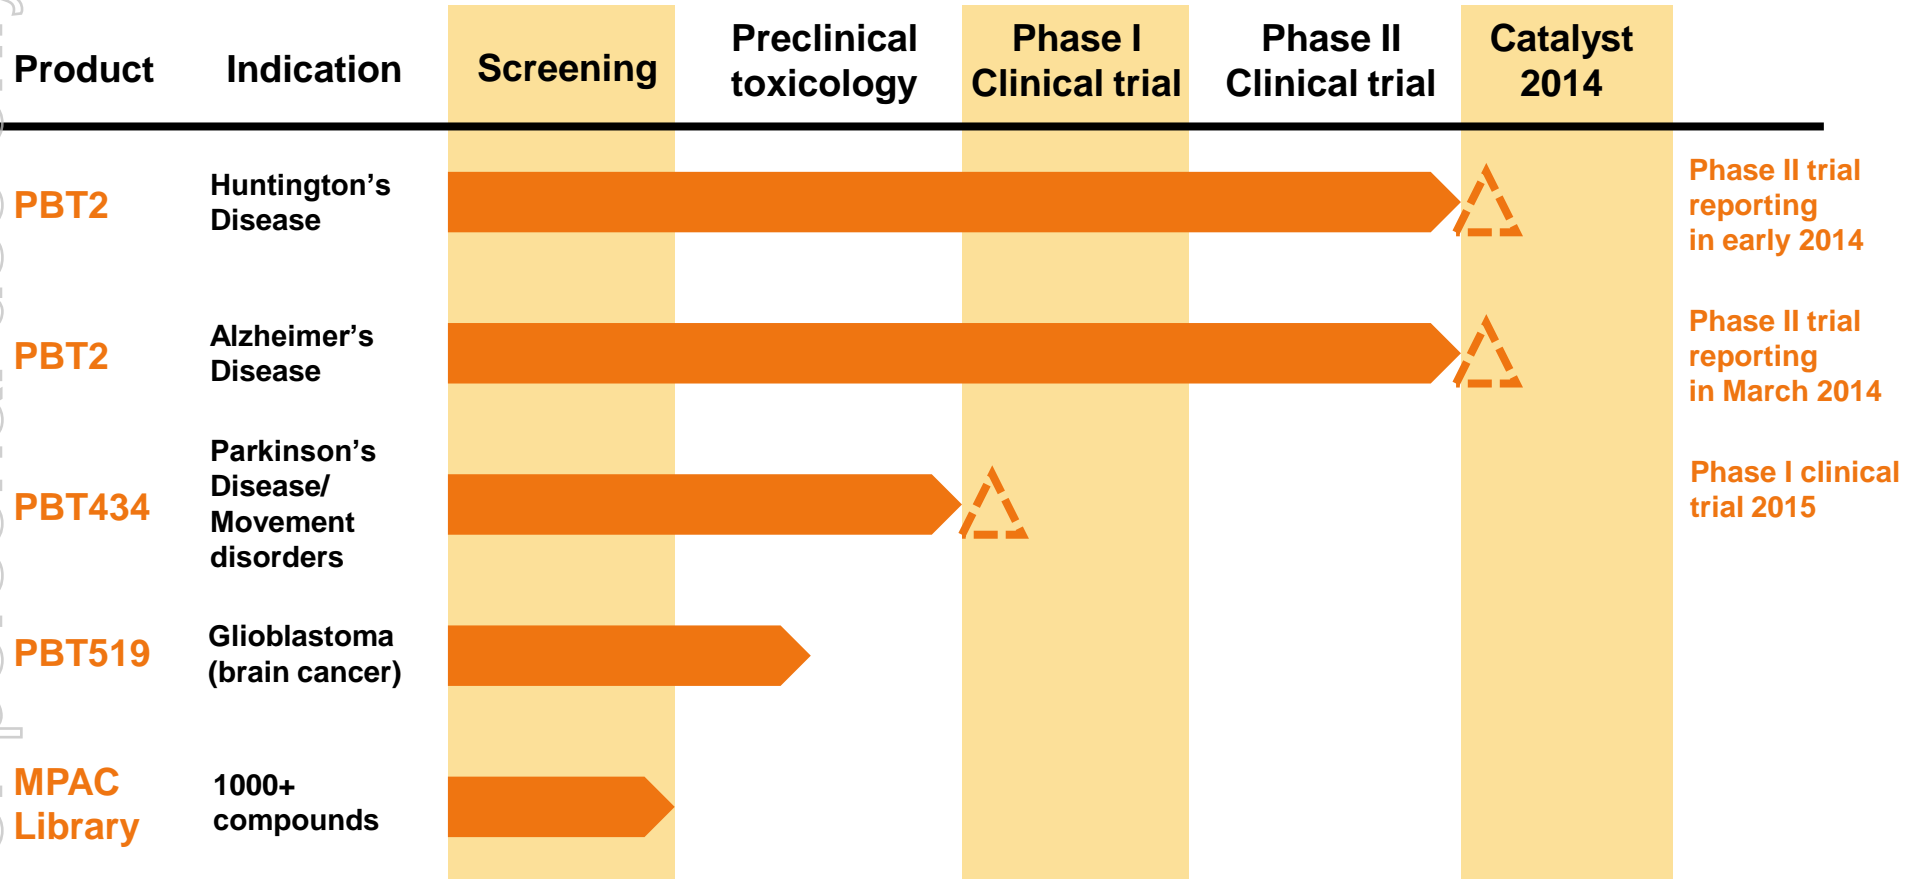 Product
Indication
Screening
Preclinical
toxicology
Phase I
Clinical trial
Phase II
Clinical trial
Catalyst
2014
PBT2
Huntington’s
Disease
Phase II trial
reporting
in early 2014
PBT2
Alzheimer’s
Disease
Phase II trial
reporting
in March 2014
PBT434
Parkinson’s
Disease/
Movement
disorders
Phase I clinical
trial 2015
PBT519
Glioblastoma
(brain cancer)
MPAC
Library
1000+
compounds